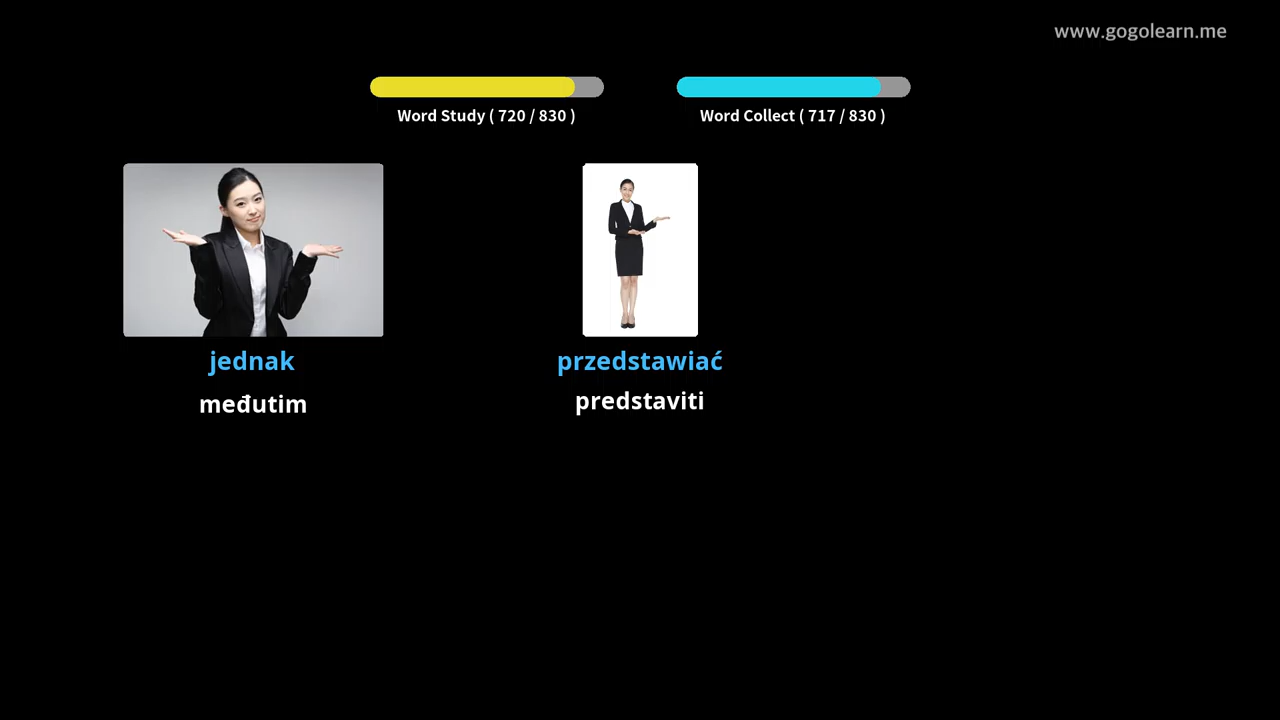 www.gogolearn.me
Word Study ( 720 / 830 )
Word Collect ( 717 / 830 )
jednak
przedstawiać
međutim
predstaviti